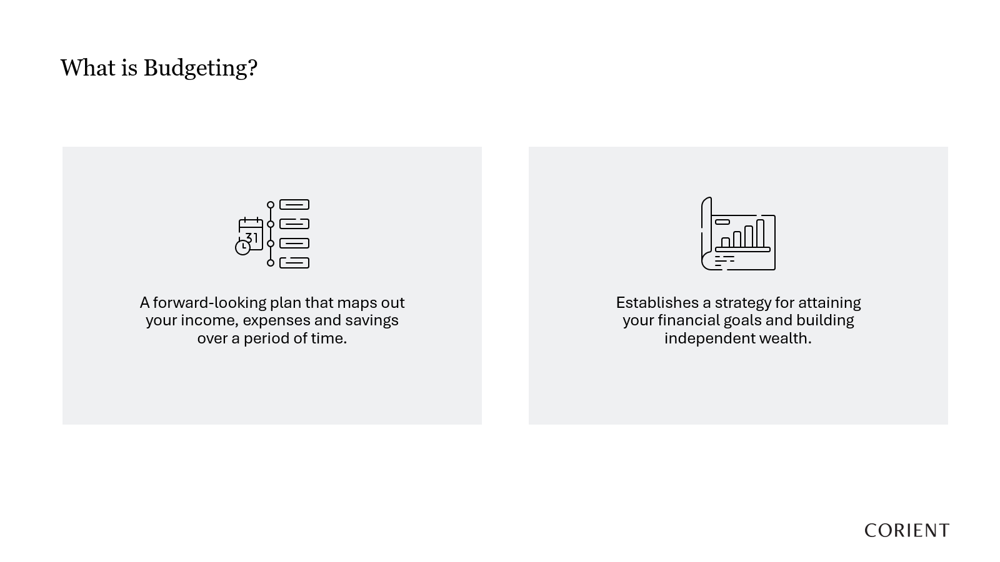 What is Budgeting?
31
A forward-looking plan that maps out
your income, expenses and savings
over a period of time.
Establishes a strategy for attaining
your financial goals and building
independent wealth.
CORIENT